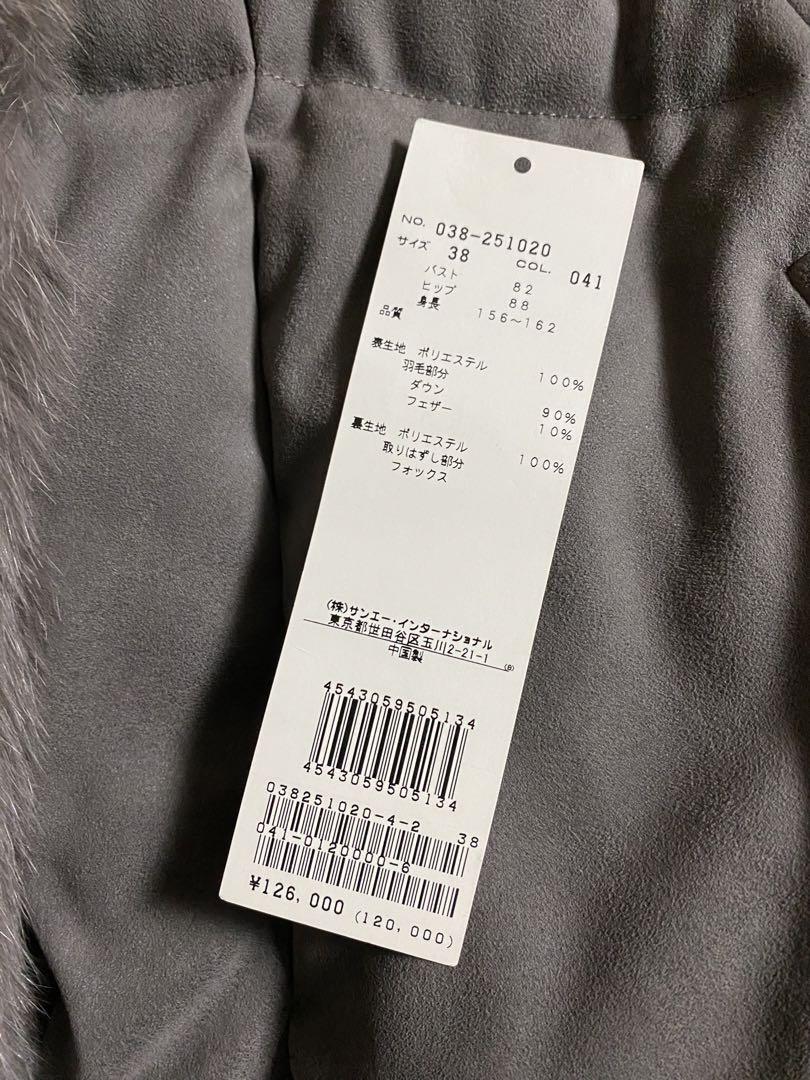 NO. 038-251020
サイズ 38 COL. 041
バスト 82
ヒップ 88
身長 156～162
品質
表生地 ポリエステル 100%
羽毛部分
ダウン 90%
フェザー 10%
裏生地 ポリエステル 100%
取りはずし部分
フォックス
(株)サンエー・インターナショナル
東京都世田谷区玉川2-21-1
中国製 (B)
4543059505134
4543059505134
038251020-4-2 38
041-0120000-6
¥126,000 (120,000)